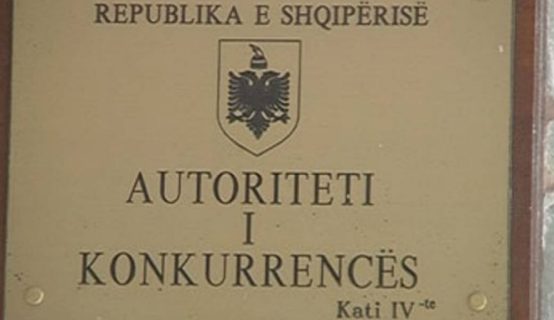 REPUBLIKA E SHQIPËRISË
AUTORITETI
I
KONKURRENCËS
Kati IV-te